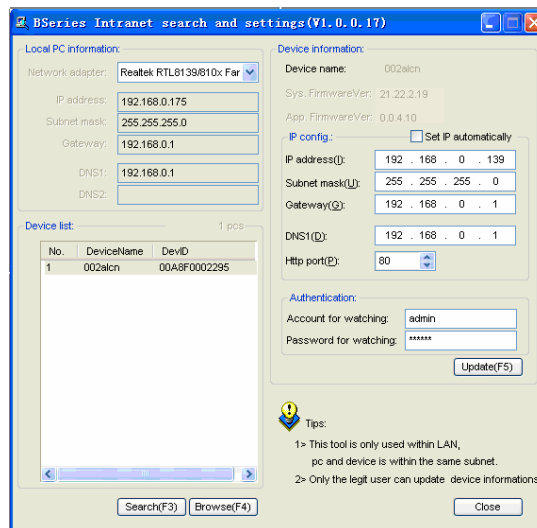 BSeries Intranet search and settings(V1.0.0.17)
Local PC information:
Network adapter: Realtek RTL8139/810x Far
IP address: 192.168.0.175
Subnet mask: 255.255.255.0
Gateway: 192.168.0.1
DNS1: 192.168.0.1
DNS2:
Device list: 1 pcs
No. DeviceName DevID
1 002alcn 00A8F0002295
Search(F3) Browse(F4)
Device information:
Device name: 002alcn
Sys. FirmwareVer: 21.22.2.19
App. FirmwareVer: 0.0.4.10
IP config.: Set IP automatically
IP address(I): 192 . 168 . 0 . 139
Subnet mask(U): 255 . 255 . 255 . 0
Gateway(G): 192 . 168 . 0 . 1
DNS1(D): 192 . 168 . 0 . 1
Http port(P): 80
Authentication:
Account for watching: admin
Password for watching: ******
Update(F5)
Tips:
1> This tool is only used within LAN,
pc and device is within the same subnet.
2> Only the legit user can update device informations
Close